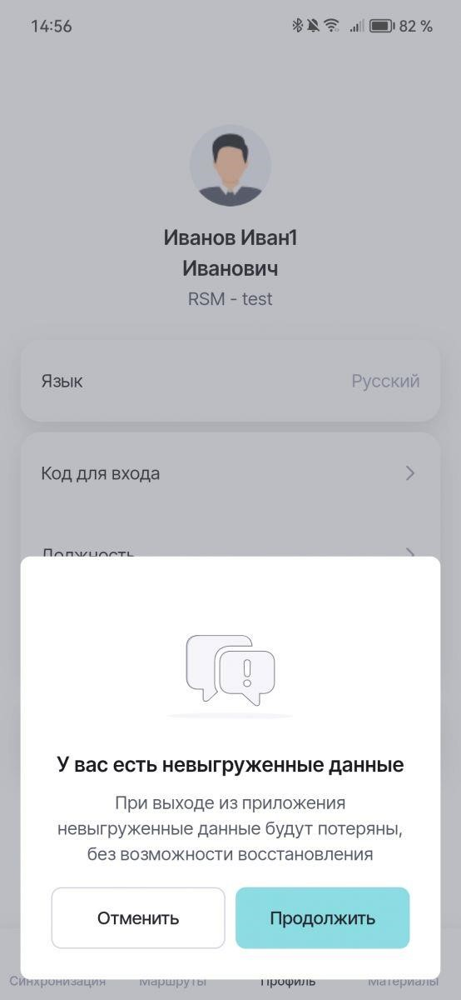 14:56
82 %
Иванов Иван1
Иванович
RSM - test
Язык
Русский
Код для входа
Должность
У вас есть невыгруженные данные
При выходе из приложения
невыгруженные данные будут потеряны,
без возможности восстановления
Отменить
Продолжить
Синхронизация
Маршруты
Профиль
Материалы